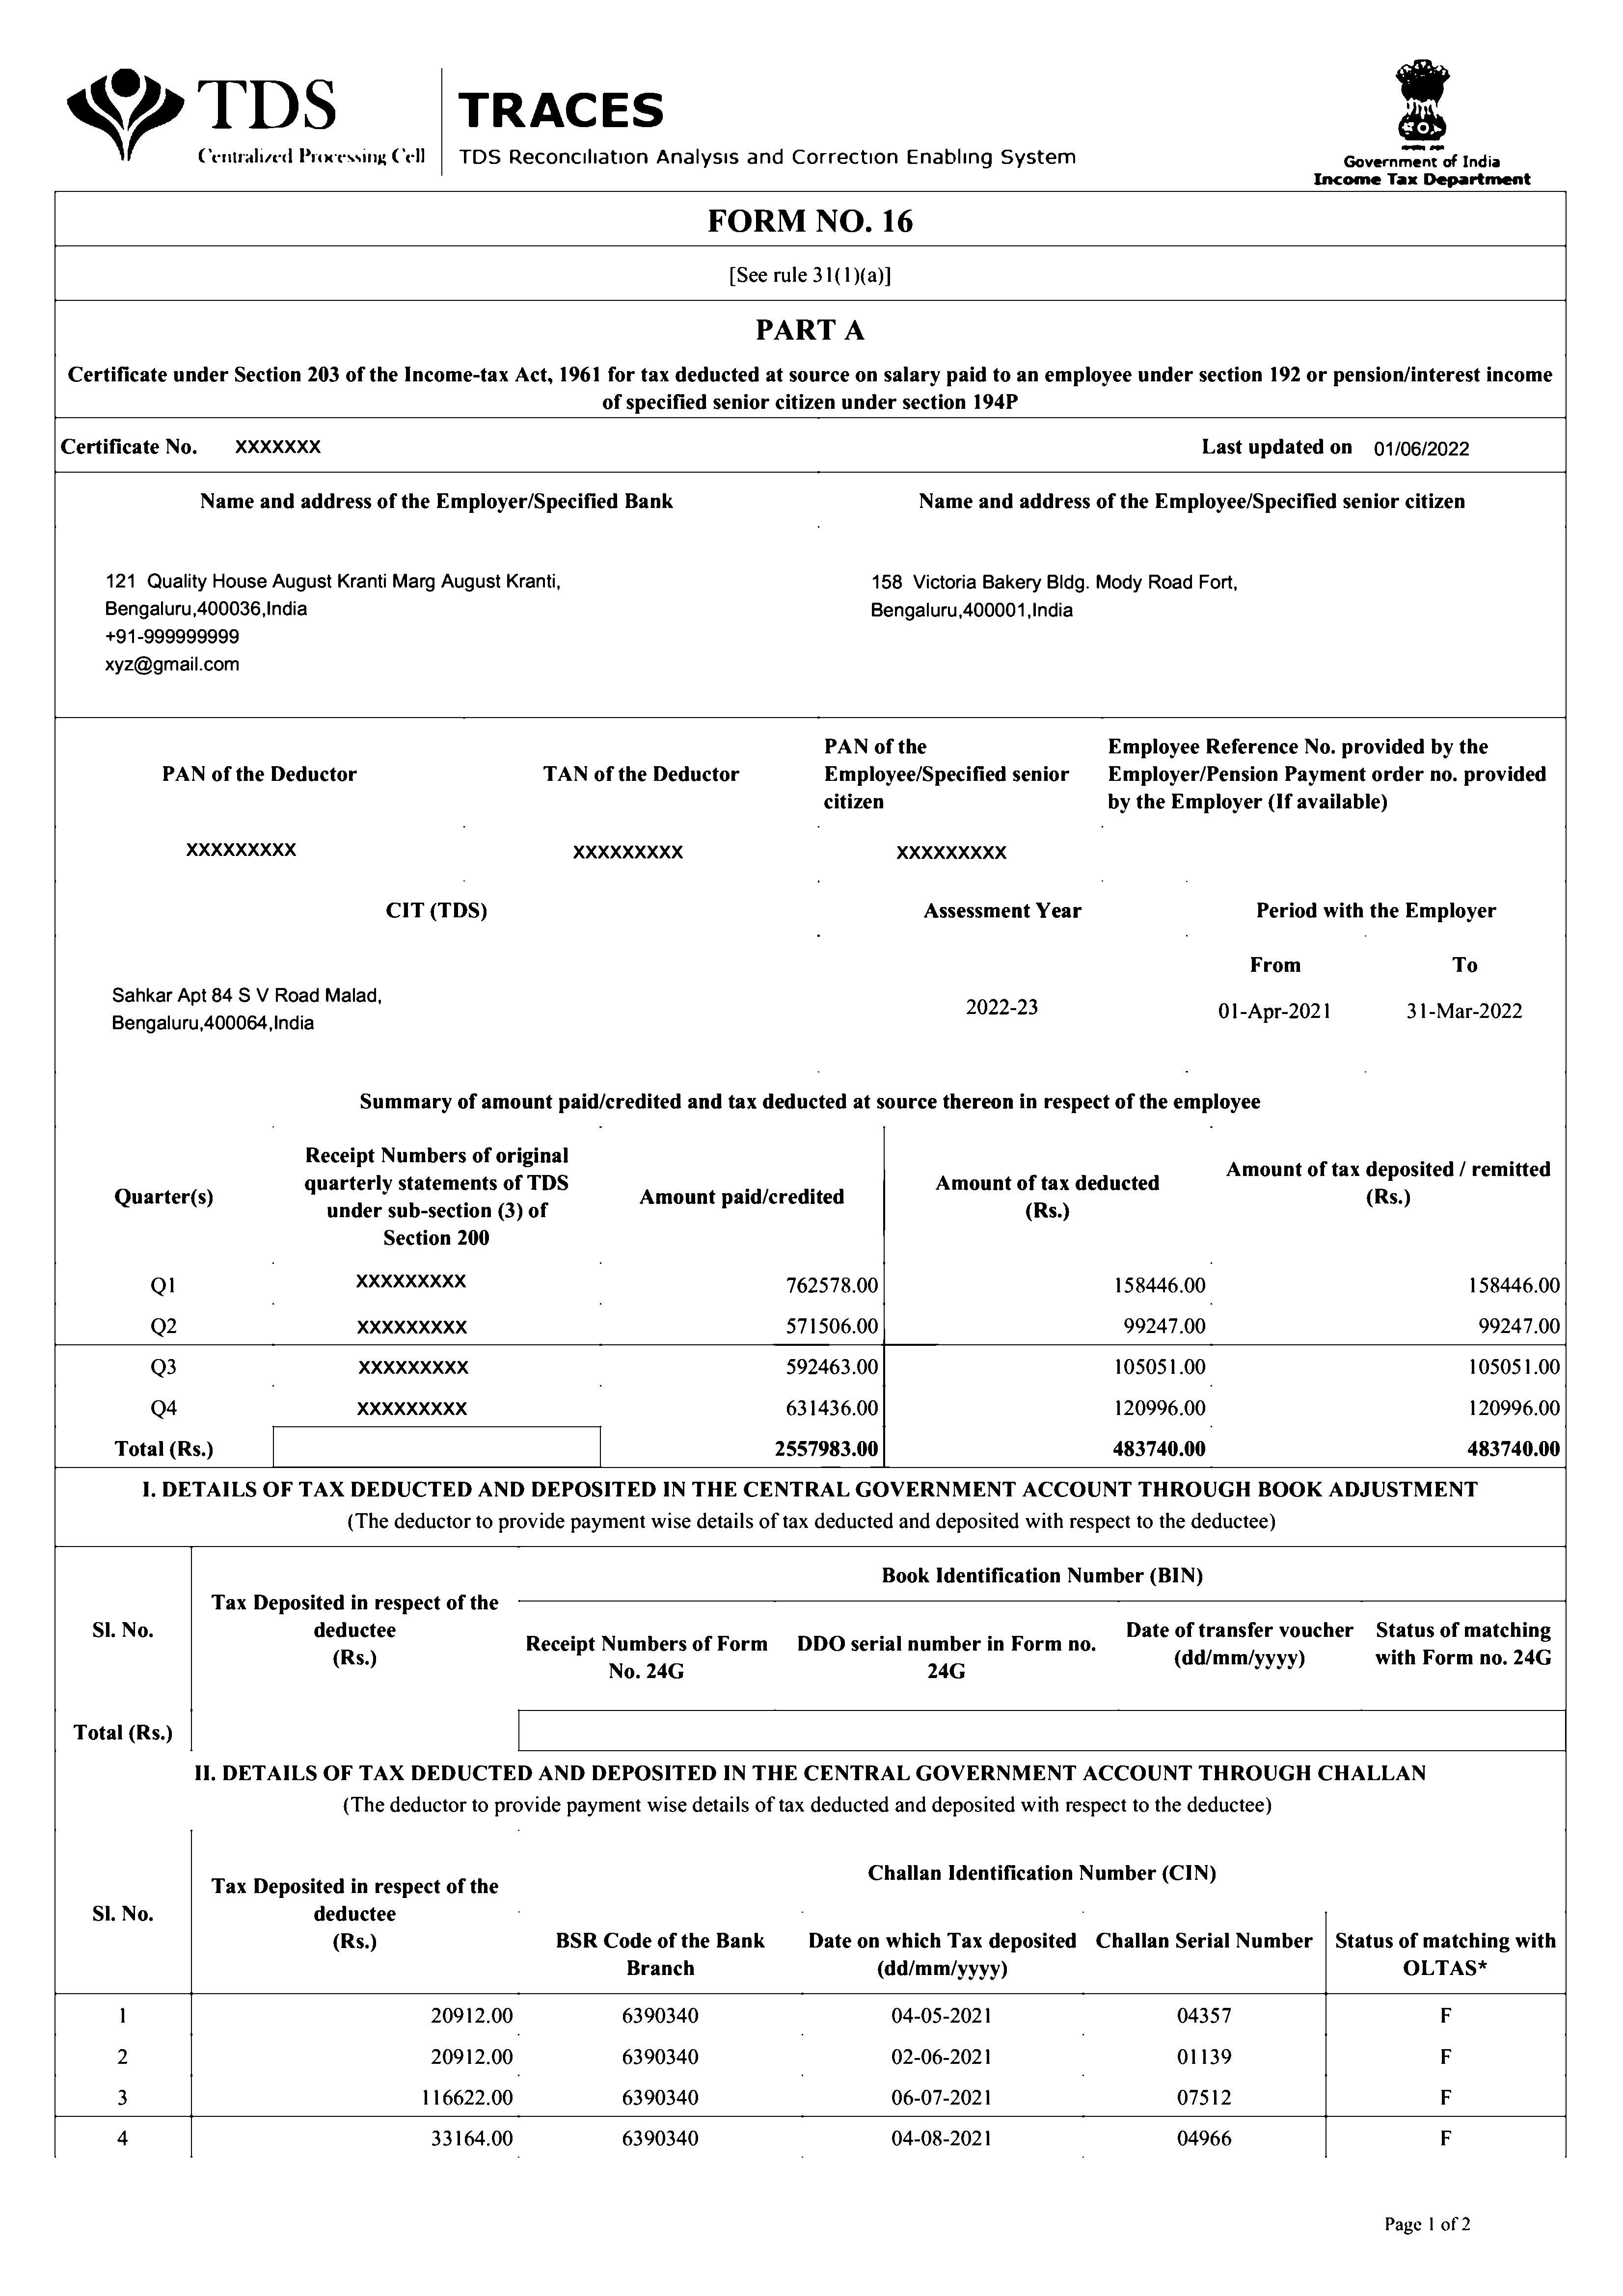 TDS
Centralized Processing Cell
TRACES
TDS Reconciliation Analysis and Correction Enabling System
Government of India
Income Tax Department
FORM NO. 16
[See rule 31(1)(a)]
PART A
Certificate under Section 203 of the Income-tax Act, 1961 for tax deducted at source on salary paid to an employee under section 192 or pension/interest income
of specified senior citizen under section 194P
Certificate No. XXXXXXX Last updated on 01/06/2022
Name and address of the Employer/Specified Bank Name and address of the Employee/Specified senior citizen
121 Quality House August Kranti Marg August Kranti,
Bengaluru,400036,India
+91-999999999
xyz@gmail.com
158 Victoria Bakery Bldg. Mody Road Fort,
Bengaluru,400001,India
PAN of the Deductor
TAN of the Deductor
PAN of the
Employee/Specified senior
citizen
Employee Reference No. provided by the
Employer/Pension Payment order no. provided
by the Employer (If available)
XXXXXXXXX XXXXXXXXX XXXXXXXXX
CIT (TDS) Assessment Year Period with the Employer
From To
Sahkar Apt 84 S V Road Malad,
Bengaluru,400064,India
2022-23 01-Apr-2021 31-Mar-2022
Summary of amount paid/credited and tax deducted at source thereon in respect of the employee
Quarter(s)
Receipt Numbers of original
quarterly statements of TDS
under sub-section (3) of
Section 200
Amount paid/credited
Amount of tax deducted
(Rs.)
Amount of tax deposited / remitted
(Rs.)
Q1 XXXXXXXXX 762578.00 158446.00 158446.00
Q2 XXXXXXXXX 571506.00 99247.00 99247.00
Q3 XXXXXXXXX 592463.00 105051.00 105051.00
Q4 XXXXXXXXX 631436.00 120996.00 120996.00
Total (Rs.) 2557983.00 483740.00 483740.00
I. DETAILS OF TAX DEDUCTED AND DEPOSITED IN THE CENTRAL GOVERNMENT ACCOUNT THROUGH BOOK ADJUSTMENT
(The deductor to provide payment wise details of tax deducted and deposited with respect to the deductee)
Sl. No.
Tax Deposited in respect of the
deductee
(Rs.)
Book Identification Number (BIN)
Receipt Numbers of Form
No. 24G
DDO serial number in Form no.
24G
Date of transfer voucher
(dd/mm/yyyy)
Status of matching
with Form no. 24G
Total (Rs.)
II. DETAILS OF TAX DEDUCTED AND DEPOSITED IN THE CENTRAL GOVERNMENT ACCOUNT THROUGH CHALLAN
(The deductor to provide payment wise details of tax deducted and deposited with respect to the deductee)
Sl. No.
Tax Deposited in respect of the
deductee
(Rs.)
Challan Identification Number (CIN)
BSR Code of the Bank
Branch
Date on which Tax deposited
(dd/mm/yyyy)
Challan Serial Number
Status of matching with
OLTAS*
1 20912.00 6390340 04-05-2021 04357 F
2 20912.00 6390340 02-06-2021 01139 F
3 116622.00 6390340 06-07-2021 07512 F
4 33164.00 6390340 04-08-2021 04966 F
Page 1 of 2